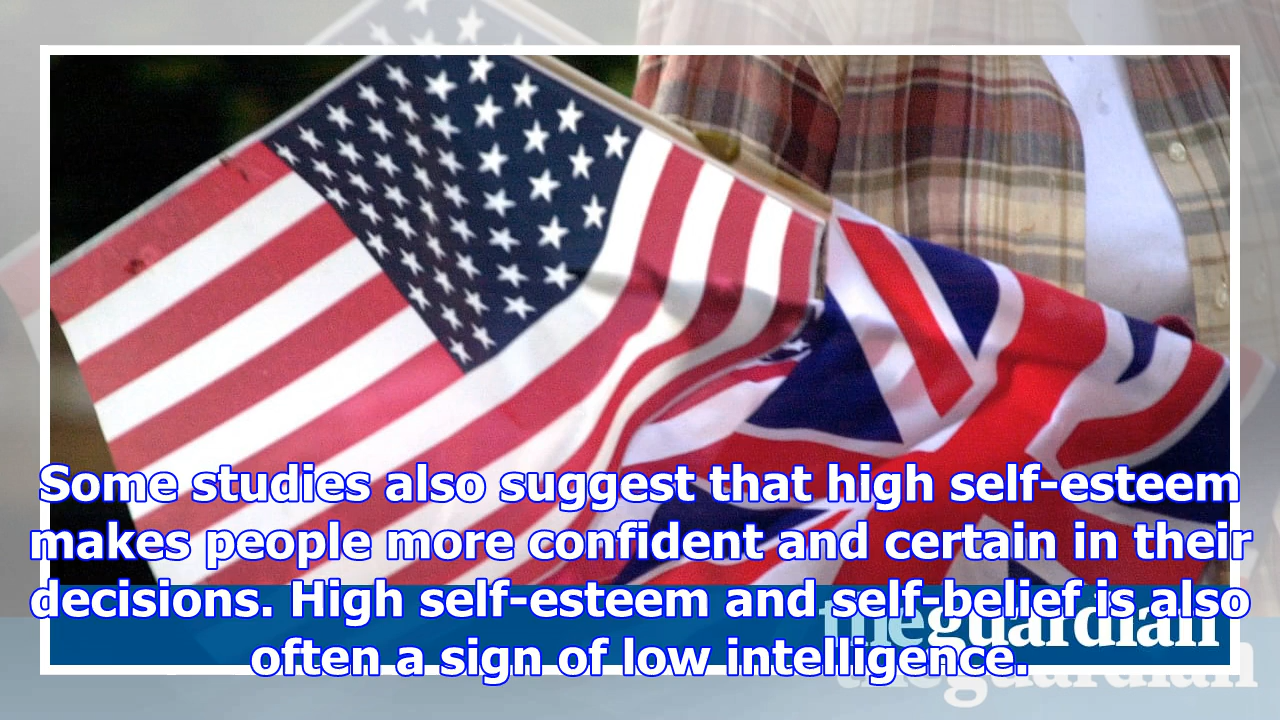 Some studies also suggest that high self-esteem
makes people more confident and certain in their
decisions. High self-esteem and self-belief is also
often a sign of low intelligence.
theguardian
theguardian